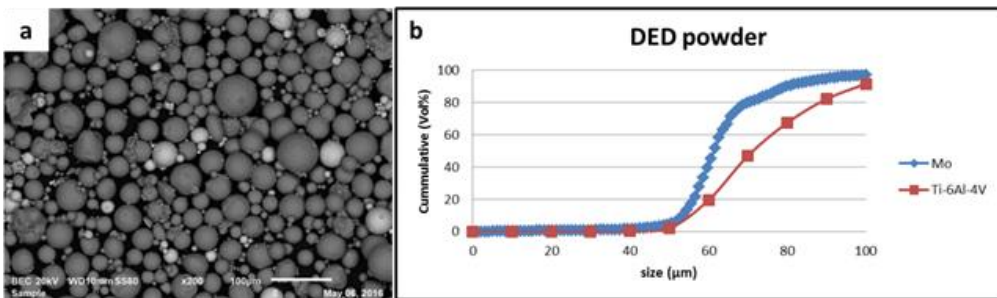 a
BEC 20kV WD10mm SS60 x200 100µm
Sample May 06, 2016
b
DED powder
Cummulative (Vol%)
100
80
60
40
20
0
0 20 40 60 80 100
size (µm)
Mo
Ti-6Al-4V